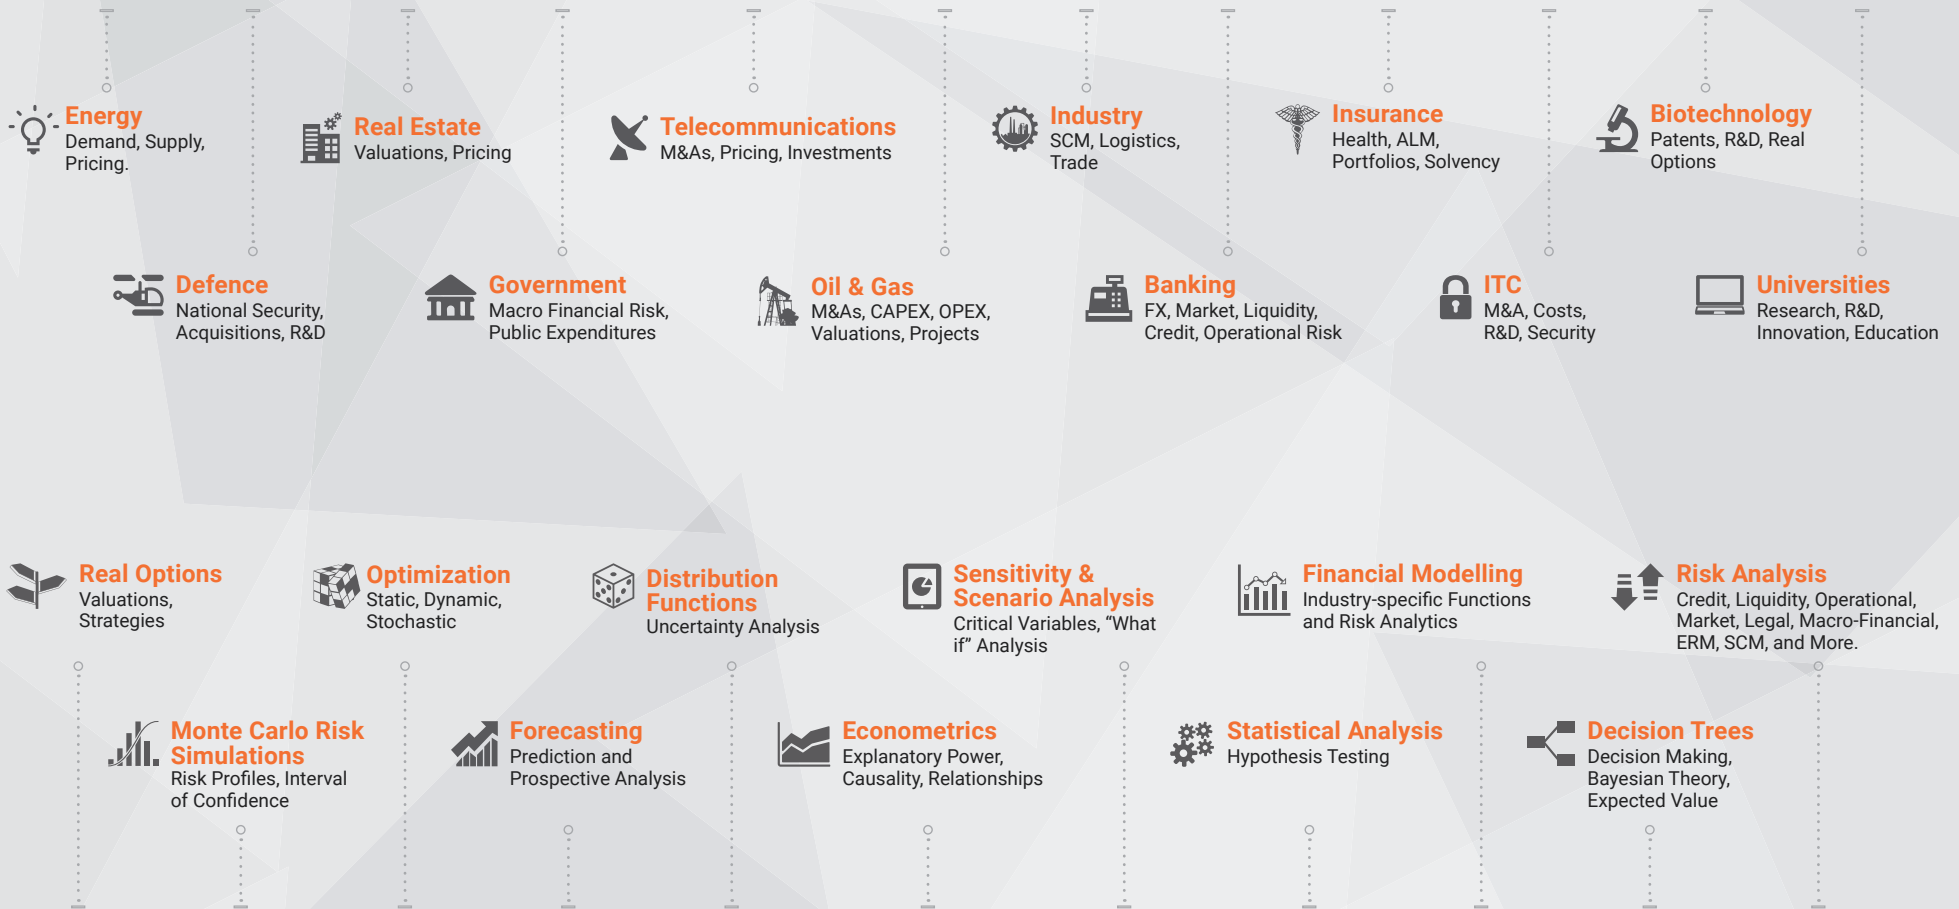 Energy
Demand, Supply,
Pricing.
Real Estate
Valuations, Pricing
Telecommunications
M&As, Pricing, Investments
Industry
SCM, Logistics,
Trade
Insurance
Health, ALM,
Portfolios, Solvency
Biotechnology
Patents, R&D, Real
Options
Defence
National Security,
Acquisitions, R&D
Government
Macro Financial Risk,
Public Expenditures
Oil & Gas
M&As, CAPEX, OPEX,
Valuations, Projects
Banking
FX, Market, Liquidity,
Credit, Operational Risk
ITC
M&A, Costs,
R&D, Security
Universities
Research, R&D,
Innovation, Education
Real Options
Valuations,
Strategies
Optimization
Static, Dynamic,
Stochastic
Distribution
Functions
Uncertainty Analysis
Sensitivity &
Scenario Analysis
Critical Variables, “What
if” Analysis
Financial Modelling
Industry-specific Functions
and Risk Analytics
Risk Analysis
Credit, Liquidity, Operational,
Market, Legal, Macro-Financial,
ERM, SCM, and More.
Monte Carlo Risk
Simulations
Risk Profiles, Interval
of Confidence
Forecasting
Prediction and
Prospective Analysis
Econometrics
Explanatory Power,
Causality, Relationships
Statistical Analysis
Hypothesis Testing
Decision Trees
Decision Making,
Bayesian Theory,
Expected Value